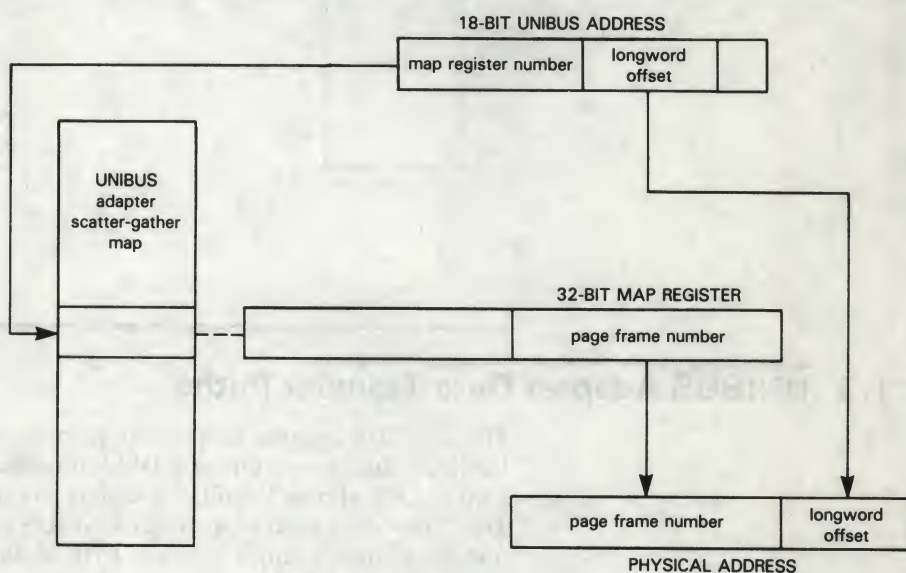 18-BIT UNIBUS ADDRESS
map register number
longword
offset
UNIBUS
adapter
scatter-gather
map
32-BIT MAP REGISTER
page frame number
page frame number
longword
offset
PHYSICAL ADDRESS